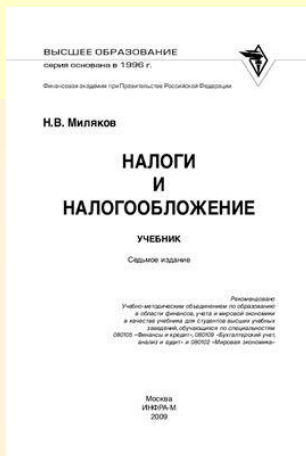 ВЫСШЕЕ ОБРАЗОВАНИЕ
серия основана в 1996 г.
Финансовая академия при Правительстве Российской Федерации
Н.В. Миляков
НАЛОГИ
И
НАЛОГООБЛОЖЕНИЕ
УЧЕБНИК
Седьмое издание
Рекомендовано
Учебно-методическим объединением по образованию
в области финансов, учета и мировой экономики
в качестве учебника для студентов высших учебных
заведений, обучающихся по специальностям
080105 «Финансы и кредит», 080109 «Бухгалтерский учет,
анализ и аудит» и 080102 «Мировая экономика»
Москва
ИНФРА-М
2009